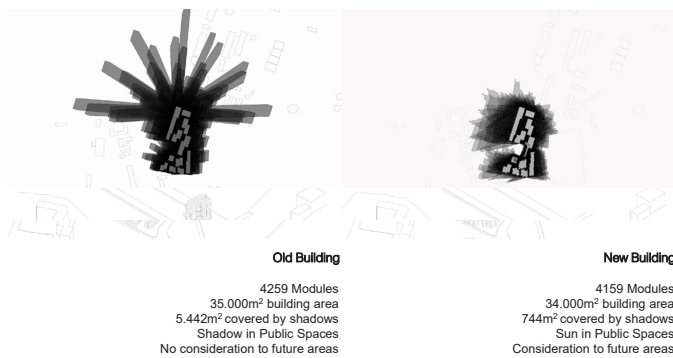 Old Building
4259 Modules
35.000m² building area
5.442m² covered by shadows
Shadow in Public Spaces
No consideration to future areas
New Building
4159 Modules
34.000m² building area
744m² covered by shadows
Sun in Public Spaces
Consideration to future areas